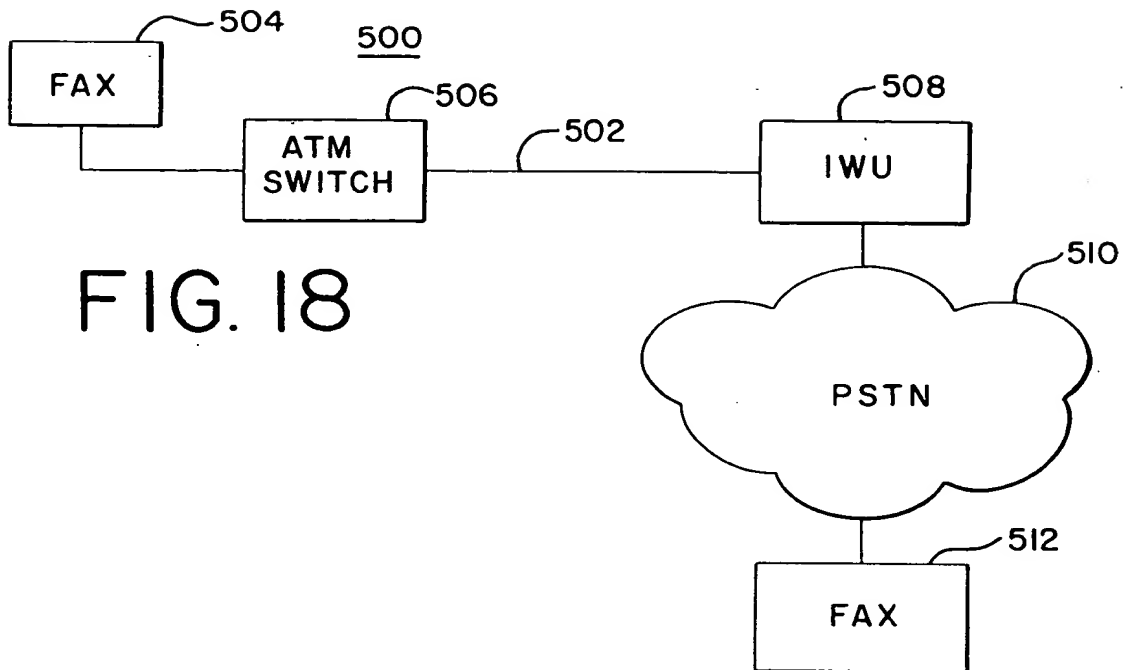 504
500
FAX
506
508
ATM
SWITCH
502
IWU
510
FIG. 18
PSTN
512
FAX